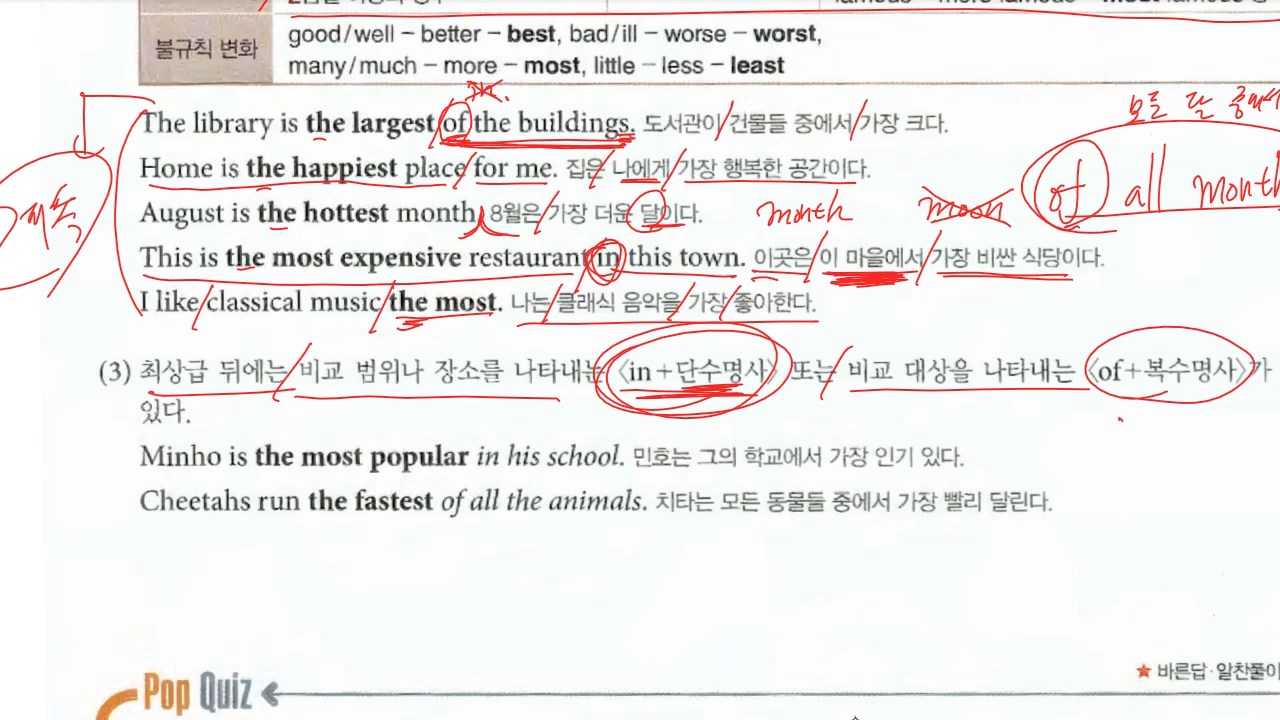 불규칙 변화
good/well – better – best, bad/ill – worse – worst,
many/much – more – most, little – less – least
모든 달 중에서
The library is the largest of the buildings. 도서관이 건물들 중에서 가장 크다.
Home is the happiest place for me. 집은 나에게 가장 행복한 공간이다.
of all month
August is the hottest month. 8월은 가장 더운 달이다. month moon
This is the most expensive restaurant in this town. 이곳은 이 마을에서 가장 비싼 식당이다.
I like classical music the most. 나는 클래식 음악을 가장 좋아한다.
(3) 최상급 뒤에는 비교 범위나 장소를 나타내는 〈in+단수명사〉 또는 비교 대상을 나타내는 〈of+복수명사〉가
있다.
Minho is the most popular in his school. 민호는 그의 학교에서 가장 인기 있다.
Cheetahs run the fastest of all the animals. 치타는 모든 동물들 중에서 가장 빨리 달린다.
★ 바른답·알찬풀이
Pop Quiz